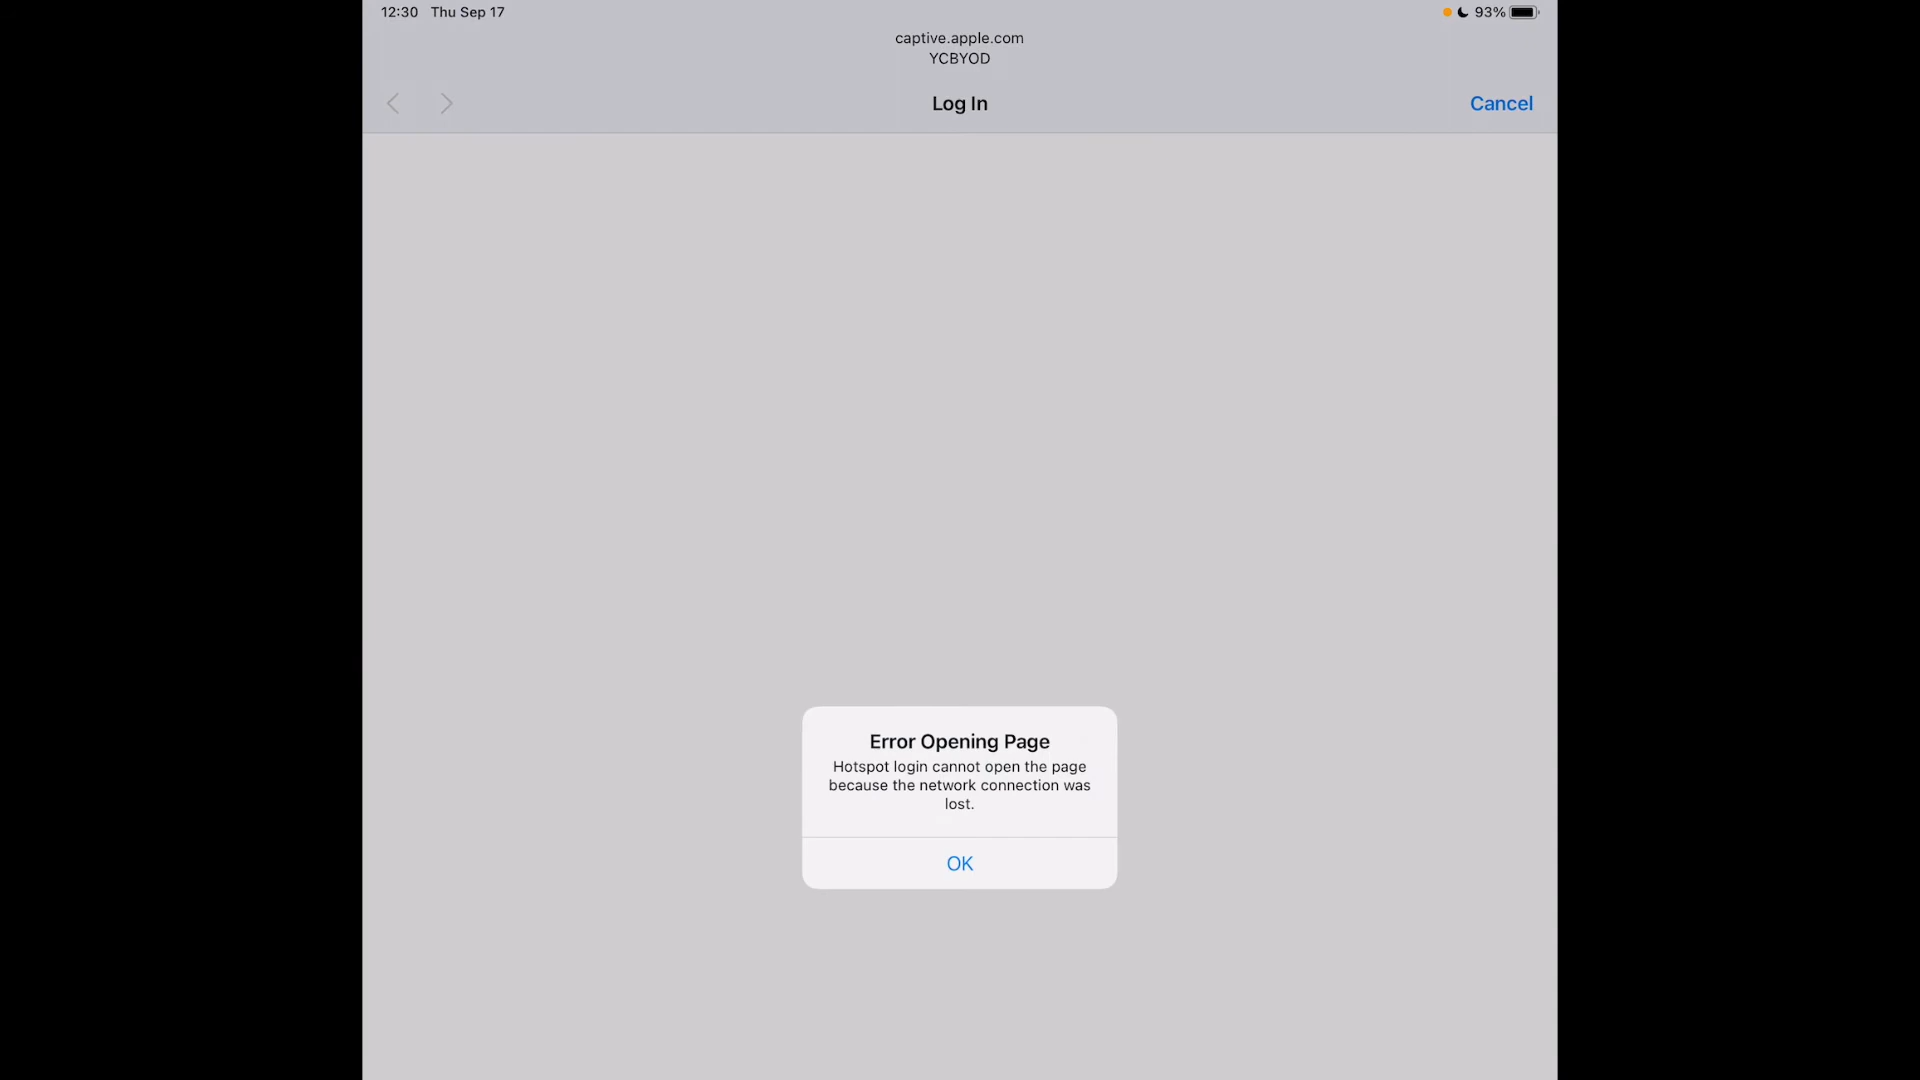 12:30 Thu Sep 17
93%
captive.apple.com
YCBYOD
Log In
Cancel
Error Opening Page
Hotspot login cannot open the page
because the network connection was
lost.
OK